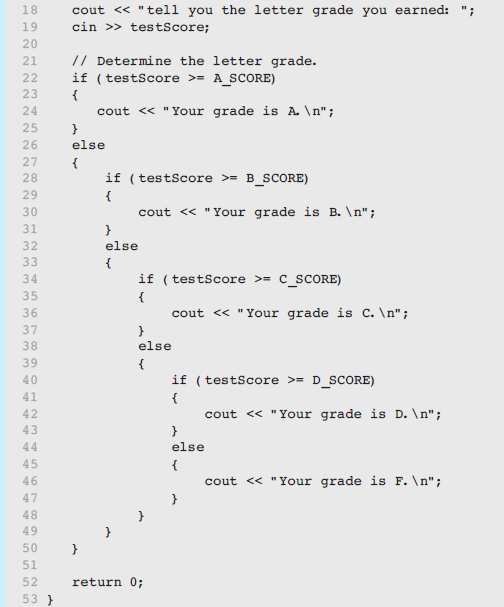 18 cout << "tell you the letter grade you earned: ";
19 cin >> testScore;
20
21 // Determine the letter grade.
22 if (testScore >= A_SCORE)
23 {
24 cout << "Your grade is A.\n";
25 }
26 else
27 {
28 if (testScore >= B_SCORE)
29 {
30 cout << "Your grade is B.\n";
31 }
32 else
33 {
34 if (testScore >= C_SCORE)
35 {
36 cout << "Your grade is C.\n";
37 }
38 else
39 {
40 if (testScore >= D_SCORE)
41 {
42 cout << "Your grade is D.\n";
43 }
44 else
45 {
46 cout << "Your grade is F.\n";
47 }
48 }
49 }
50 }
51
52 return 0;
53 }